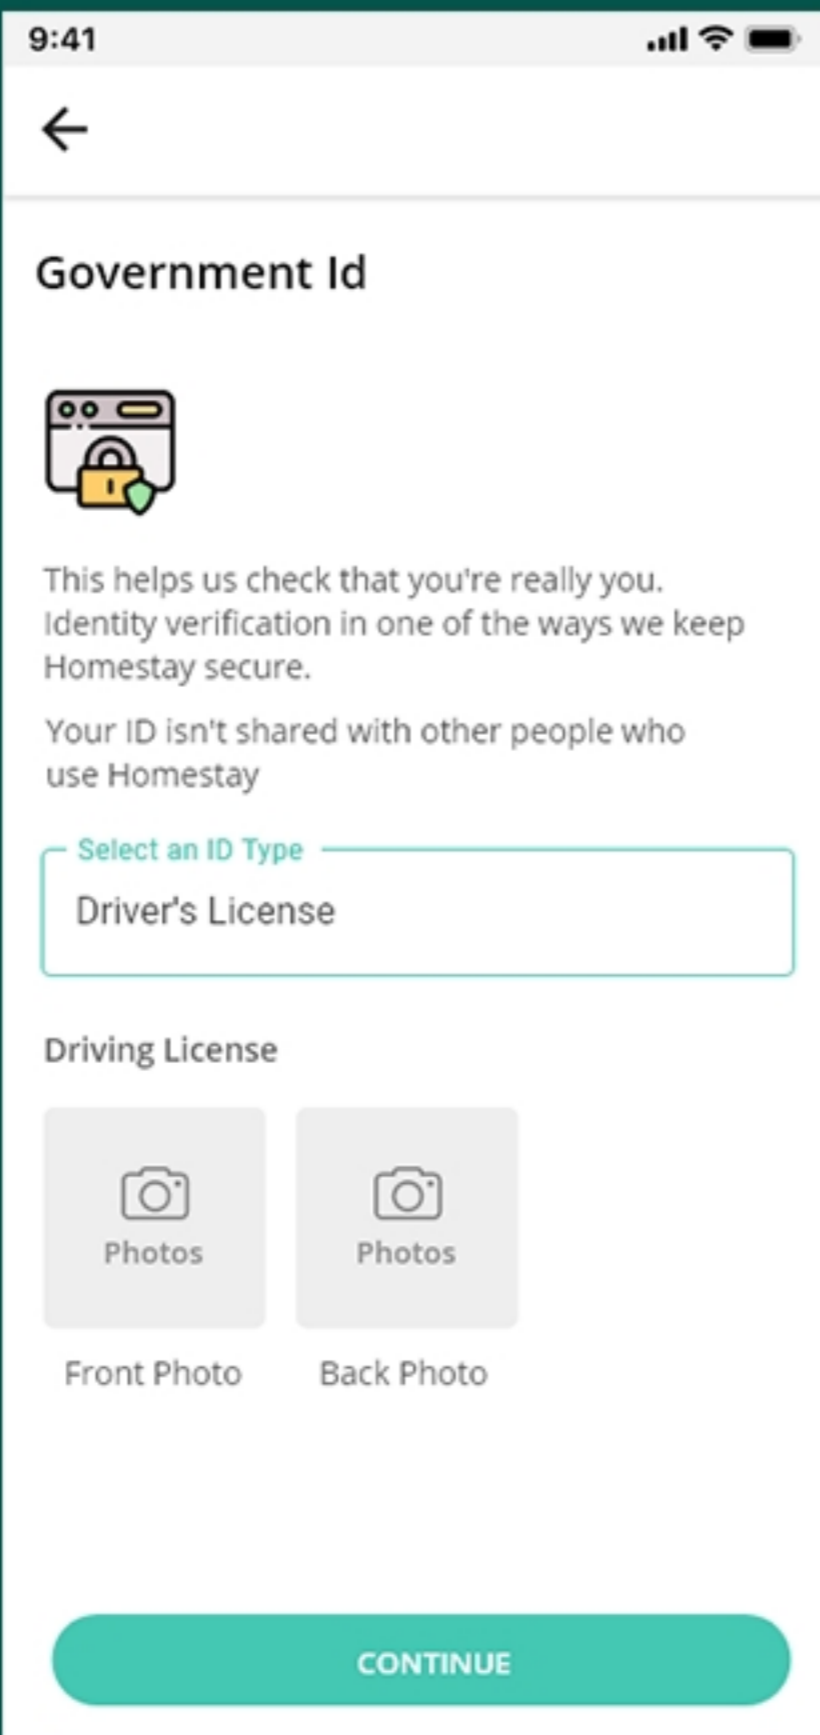 9:41
Government Id
This helps us check that you're really you.
Identity verification in one of the ways we keep
Homestay secure.
Your ID isn't shared with other people who
use Homestay
Select an ID Type
Driver's License
Driving License
Photos Photos
Front Photo Back Photo
CONTINUE